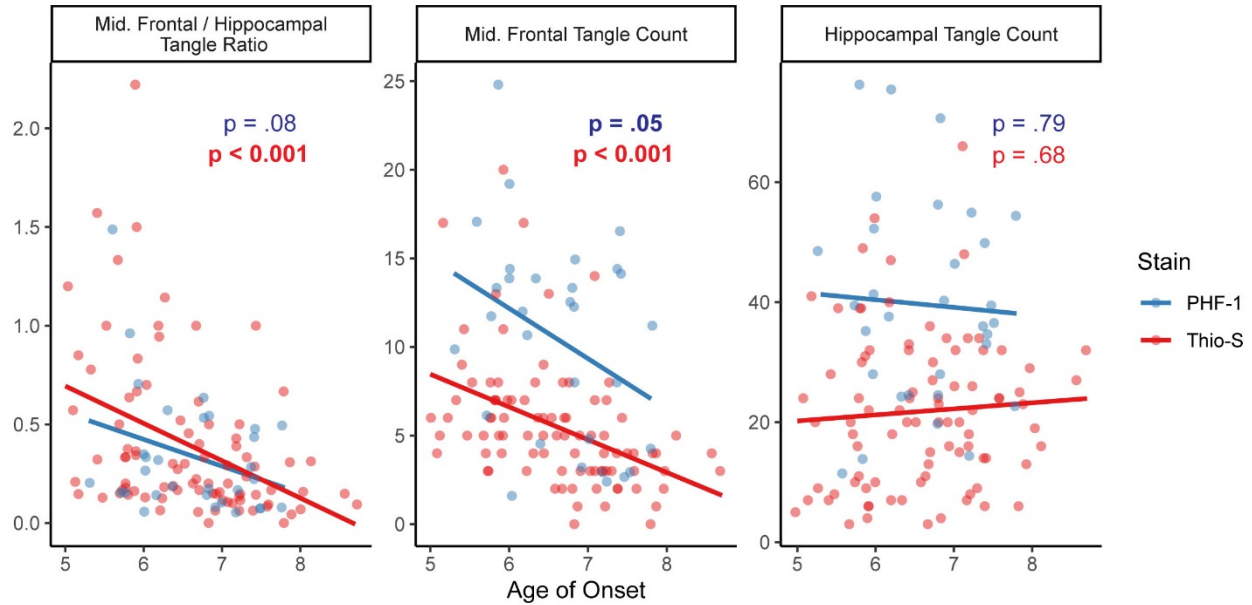 Mid. Frontal / Hippocampal
Tangle Ratio
Mid. Frontal Tangle Count
Hippocampal Tangle Count
p = .08
p < 0.001
p = .05
p < 0.001
p = .79
p = .68
2.0
1.5
1.0
0.5
0.0
25
20
15
10
5
0
60
40
20
0
5 6 7 8
5 6 7 8
5 6 7 8
Age of Onset
Stain
PHF-1
Thio-S